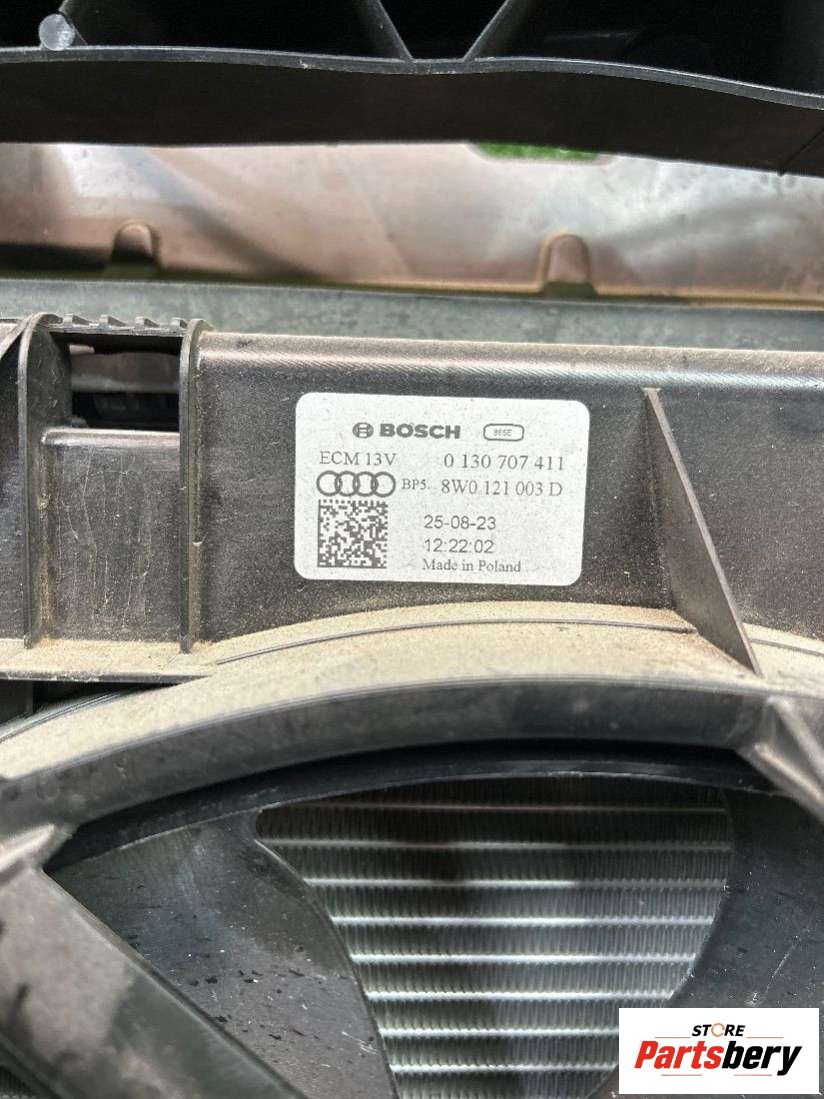 BOSCH
ECM 13V 0 130 707 411
BP5. 8W0 121 003 D
25-08-23
12:22:02
Made in Poland
STORE
Partsbery